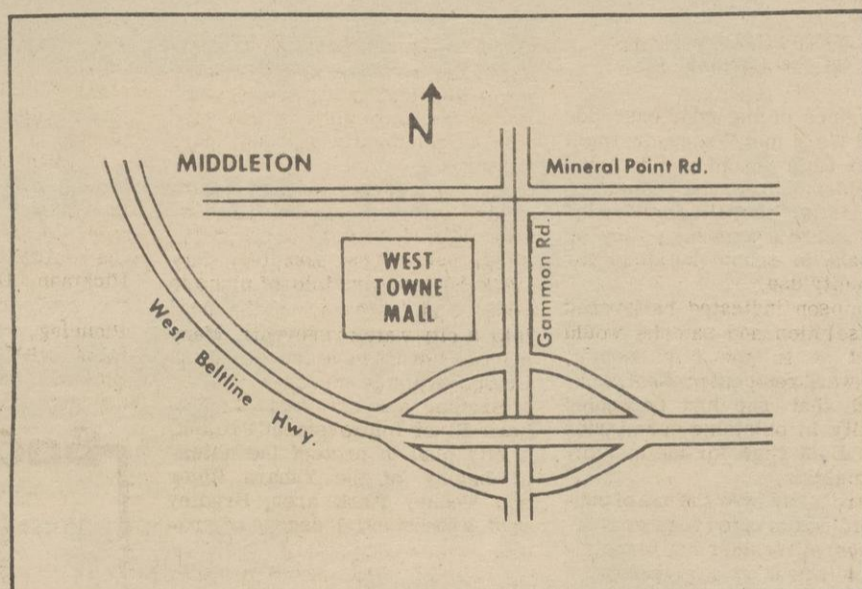 N
MIDDLETON
Mineral Point Rd.
WEST
TOWNE
MALL
Gammon Rd.
West Beltline Hwy.